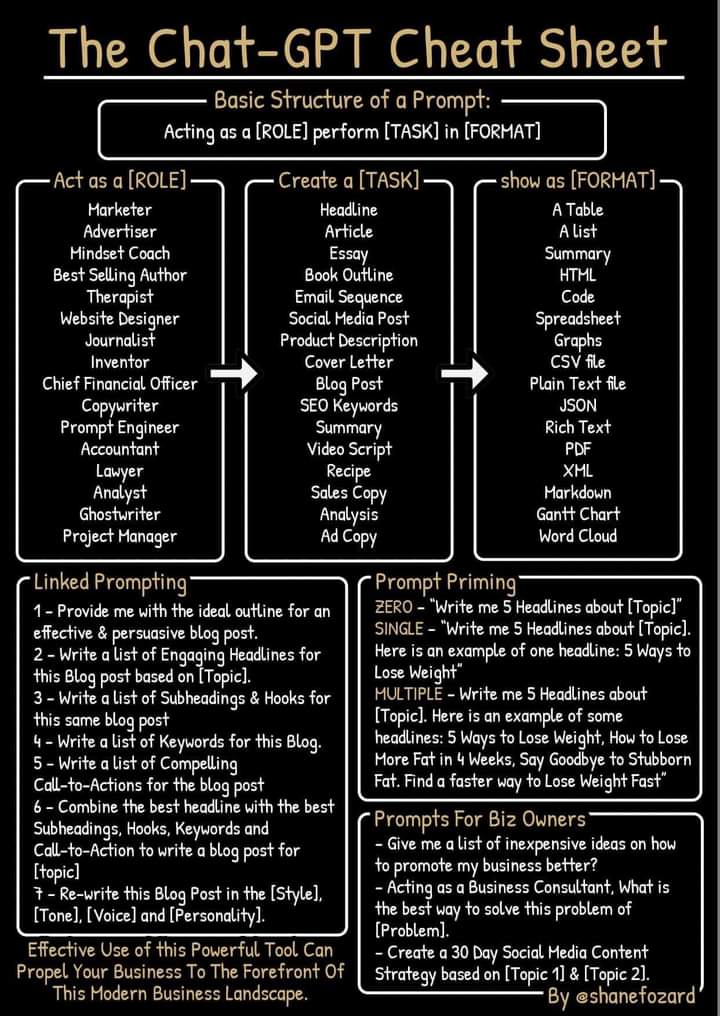 The Chat-GPT Cheat Sheet
Basic Structure of a Prompt:
Acting as a [ROLE] perform [TASK] in [FORMAT]
Act as a [ROLE]
Marketer
Advertiser
Mindset Coach
Best Selling Author
Therapist
Website Designer
Journalist
Inventor
Chief Financial Officer
Copywriter
Prompt Engineer
Accountant
Lawyer
Analyst
Ghostwriter
Project Manager
Create a [TASK]
Headline
Article
Essay
Book Outline
Email Sequence
Social Media Post
Product Description
Cover Letter
Blog Post
SEO Keywords
Summary
Video Script
Recipe
Sales Copy
Analysis
Ad Copy
show as [FORMAT]
A Table
A list
Summary
HTML
Code
Spreadsheet
Graphs
CSV file
Plain Text file
JSON
Rich Text
PDF
XML
Markdown
Gantt Chart
Word Cloud
Linked Prompting
1 - Provide me with the ideal outline for an
effective & persuasive blog post.
2 - Write a list of Engaging Headlines for
this Blog post based on [Topic].
3 - Write a list of Subheadings & Hooks for
this same blog post
4 - Write a list of Keywords for this Blog.
5 - Write a list of Compelling
Call-to-Actions for the blog post
6 - Combine the best headline with the best
Subheadings, Hooks, Keywords and
Call-to-Action to write a blog post for
[topic]
7 - Re-write this Blog Post in the [Style],
[Tone], [Voice] and [Personality].
Effective Use of this Powerful Tool Can
Propel Your Business To The Forefront Of
This Modern Business Landscape.
Prompt Priming
ZERO - "Write me 5 Headlines about [Topic]"
SINGLE - "Write me 5 Headlines about [Topic].
Here is an example of one headline: 5 Ways to
Lose Weight"
MULTIPLE - Write me 5 Headlines about
[Topic]. Here is an example of some
headlines: 5 Ways to Lose Weight, How to Lose
More Fat in 4 Weeks, Say Goodbye to Stubborn
Fat. Find a faster way to Lose Weight Fast"
Prompts For Biz Owners
- Give me a list of inexpensive ideas on how
to promote my business better?
- Acting as a Business Consultant, What is
the best way to solve this problem of
[Problem].
- Create a 30 Day Social Media Content
Strategy based on [Topic 1] & [Topic 2].
By @shanefozard